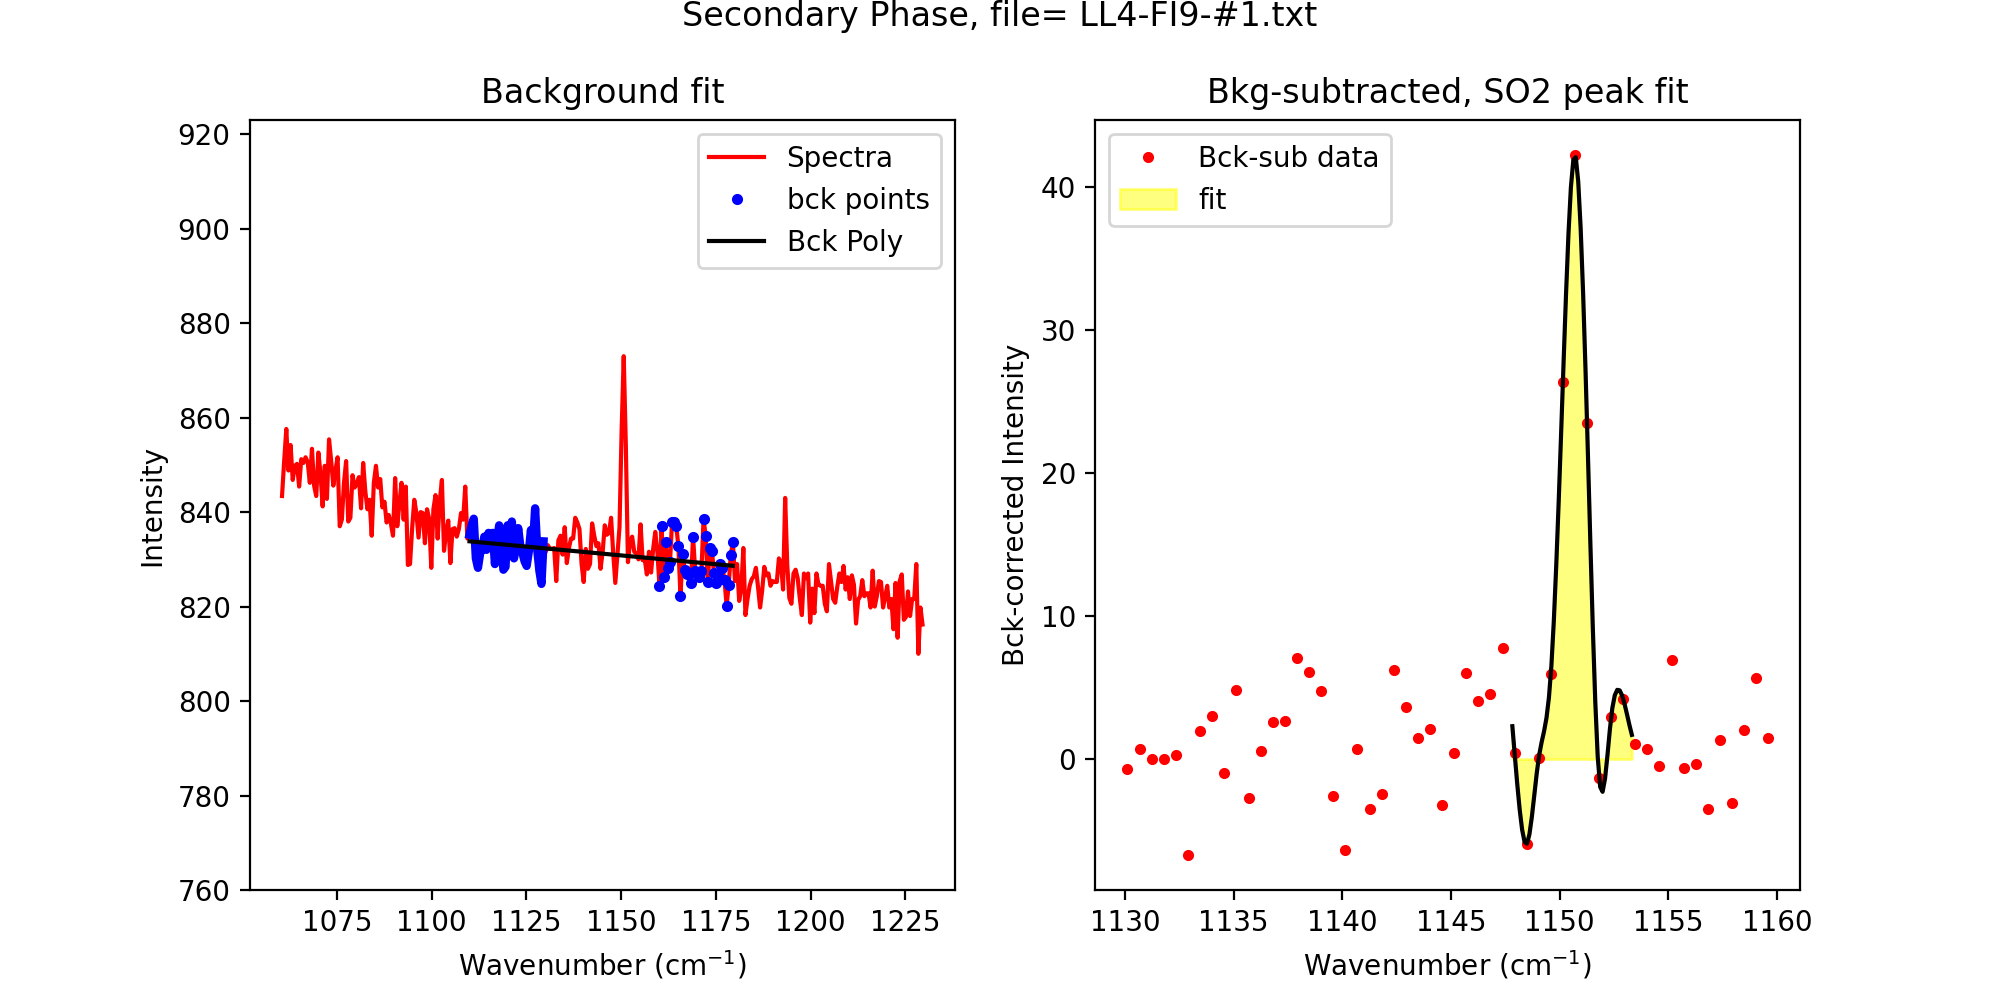 Secondary Phase, file= LL4-FI9-#1.txt
Background fit
920
900
880
860
840
820
800
780
760
Intensity
Spectra
bck points
Bck Poly
1075 1100 1125 1150 1175 1200 1225
Wavenumber (cm⁻¹)
Bkg-subtracted, SO2 peak fit
40
30
20
10
0
Bck-corrected Intensity
Bck-sub data
fit
1130 1135 1140 1145 1150 1155 1160
Wavenumber (cm⁻¹)